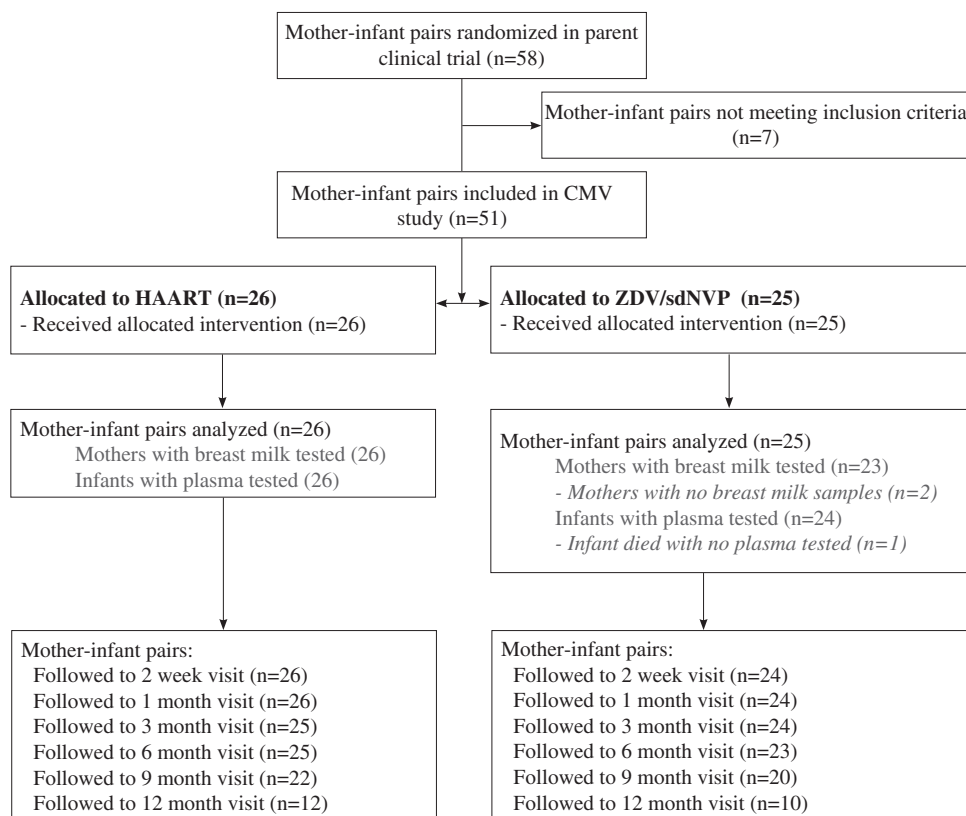 Mother-infant pairs randomized in parent
clinical trial (n=58)
Mother-infant pairs not meeting inclusion criteria
(n=7)
Mother-infant pairs included in CMV
study (n=51)
Allocated to HAART (n=26)
- Received allocated intervention (n=26)
Allocated to ZDV/sdNVP (n=25)
- Received allocated intervention (n=25)
Mother-infant pairs analyzed (n=26)
Mothers with breast milk tested (26)
Infants with plasma tested (26)
Mother-infant pairs analyzed (n=25)
Mothers with breast milk tested (n=23)
- Mothers with no breast milk samples (n=2)
Infants with plasma tested (n=24)
- Infant died with no plasma tested (n=1)
Mother-infant pairs:
Followed to 2 week visit (n=26)
Followed to 1 month visit (n=26)
Followed to 3 month visit (n=25)
Followed to 6 month visit (n=25)
Followed to 9 month visit (n=22)
Followed to 12 month visit (n=12)
Mother-infant pairs:
Followed to 2 week visit (n=24)
Followed to 1 month visit (n=24)
Followed to 3 month visit (n=24)
Followed to 6 month visit (n=23)
Followed to 9 month visit (n=20)
Followed to 12 month visit (n=10)